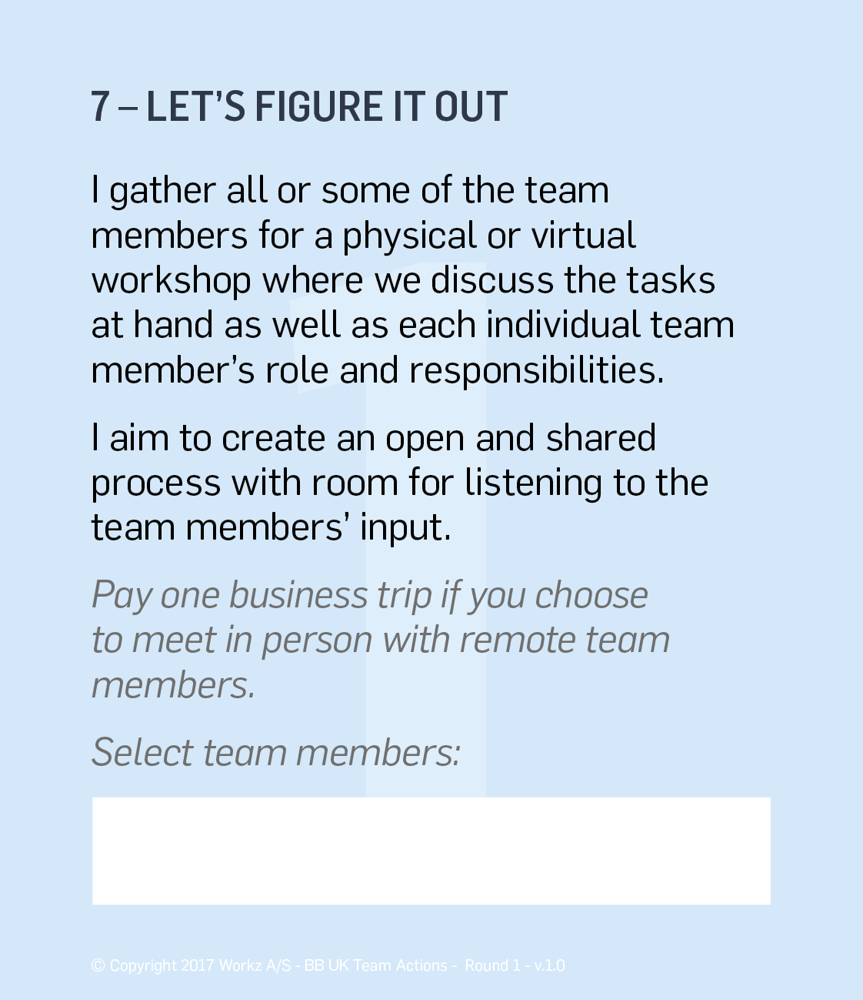 7 – LET’S FIGURE IT OUT
I gather all or some of the team
members for a physical or virtual
workshop where we discuss the tasks
at hand as well as each individual team
member’s role and responsibilities.
I aim to create an open and shared
process with room for listening to the
team members’ input.
Pay one business trip if you choose
to meet in person with remote team
members.
Select team members:
1
© Copyright 2017 Workz A/S - BB UK Team Actions - Round 1 - v.1.0